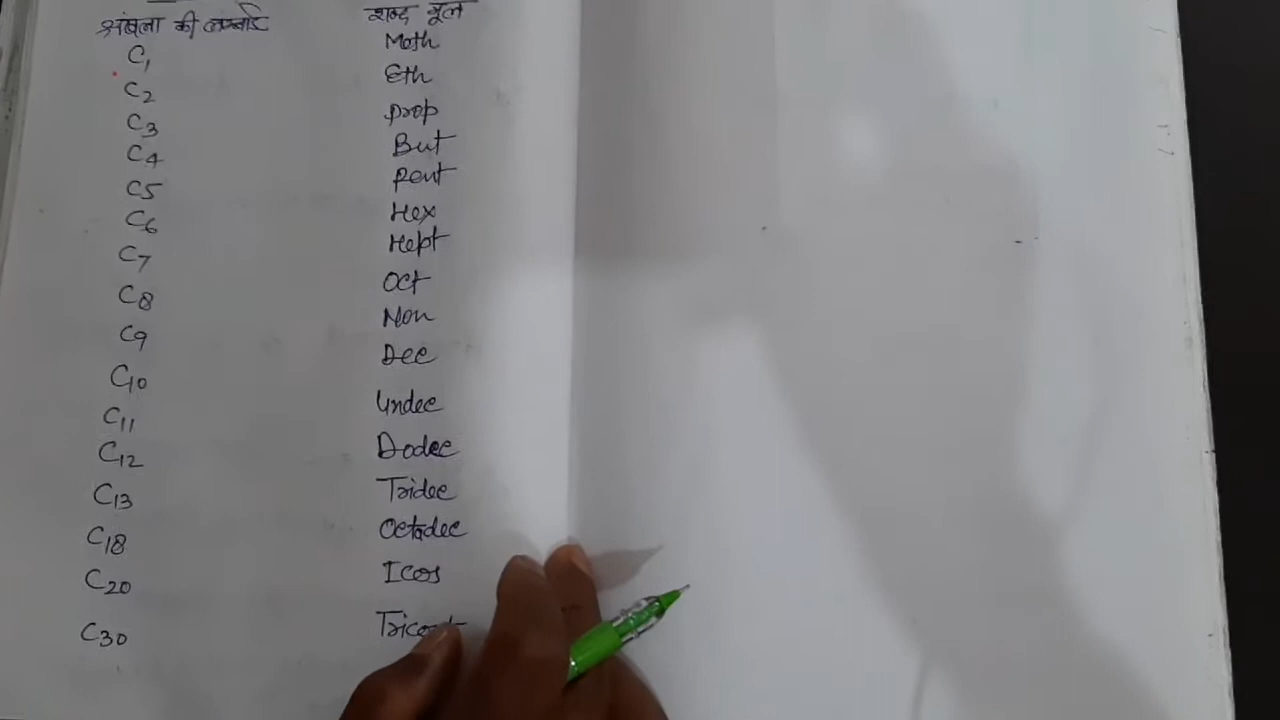 श्रृंखला की लम्बाई शब्द मूल
C1 Meth
C2 Eth
C3 Prop
C4 But
C5 Pent
C6 Hex
C7 Hept
C8 Oct
C9 Non
C10 Dec
C11 Undec
C12 Dodec
C13 Tridec
C18 Octadec
C20 Icos
C30